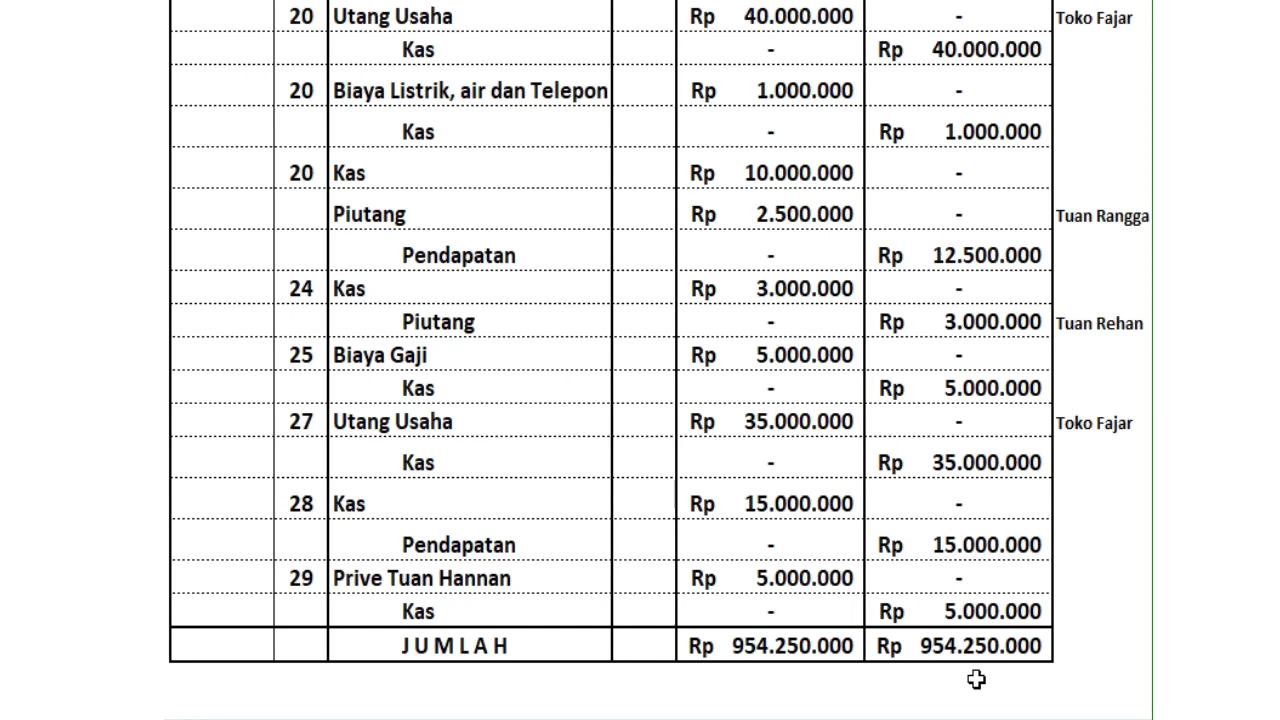 20 Utang Usaha Rp 40.000.000 - Toko Fajar
Kas - Rp 40.000.000
20 Biaya Listrik, air dan Telepon Rp 1.000.000 -
Kas - Rp 1.000.000
20 Kas Rp 10.000.000 -
Piutang Rp 2.500.000 - Tuan Rangga
Pendapatan - Rp 12.500.000
24 Kas Rp 3.000.000 -
Piutang - Rp 3.000.000 Tuan Rehan
25 Biaya Gaji Rp 5.000.000 -
Kas - Rp 5.000.000
27 Utang Usaha Rp 35.000.000 - Toko Fajar
Kas - Rp 35.000.000
28 Kas Rp 15.000.000 -
Pendapatan - Rp 15.000.000
29 Prive Tuan Hannan Rp 5.000.000 -
Kas - Rp 5.000.000
J U M L A H Rp 954.250.000 Rp 954.250.000